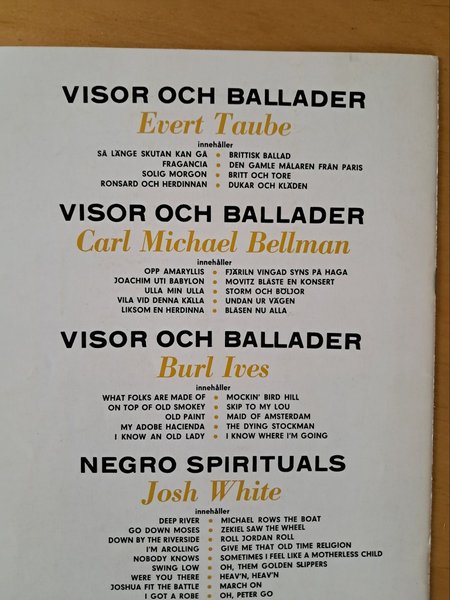 VISOR OCH BALLADER
Evert Taube
innehåller
SÅ LÄNGE SKUTAN KAN GÅ • BRITTISK BALLAD
FRAGANCIA • DEN GAMLE MÅLAREN FRÅN PARIS
SOLIG MORGON • BRITT OCH TORE
RONSARD OCH HERDINNAN • DUKAR OCH KLÄDEN
VISOR OCH BALLADER
Carl Michael Bellman
innehåller
OPP AMARYLLIS • FJÄRILN VINGAD SYNS PÅ HAGA
JOACHIM UTI BABYLON • MOVITZ BLÅSTE EN KONSERT
ULLA MIN ULLA • STORM OCH BÖLJOR
VILA VID DENNA KÄLLA • UNDAN UR VÄGEN
LIKSOM EN HERDINNA • BLÅSEN NU ALLA
VISOR OCH BALLADER
Burl Ives
innehåller
WHAT FOLKS ARE MADE OF • MOCKIN' BIRD HILL
ON TOP OF OLD SMOKEY • SKIP TO MY LOU
OLD PAINT • MAID OF AMSTERDAM
MY ADOBE HACIENDA • THE DYING STOCKMAN
I KNOW AN OLD LADY • I KNOW WHERE I'M GOING
NEGRO SPIRITUALS
Josh White
innehåller
DEEP RIVER • MICHAEL ROWS THE BOAT
GO DOWN MOSES • ZEKIEL SAW THE WHEEL
DOWN BY THE RIVERSIDE • ROLL JORDAN ROLL
I'M AROLLING • GIVE ME THAT OLD TIME RELIGION
NOBODY KNOWS • SOMETIMES I FEEL LIKE A MOTHERLESS CHILD
SWING LOW • OH, THEM GOLDEN SLIPPERS
WERE YOU THERE • HEAV'N, HEAV'N
JOSHUA FIT THE BATTLE • MARCH ON
I GOT A ROBE • OH, PETER GO